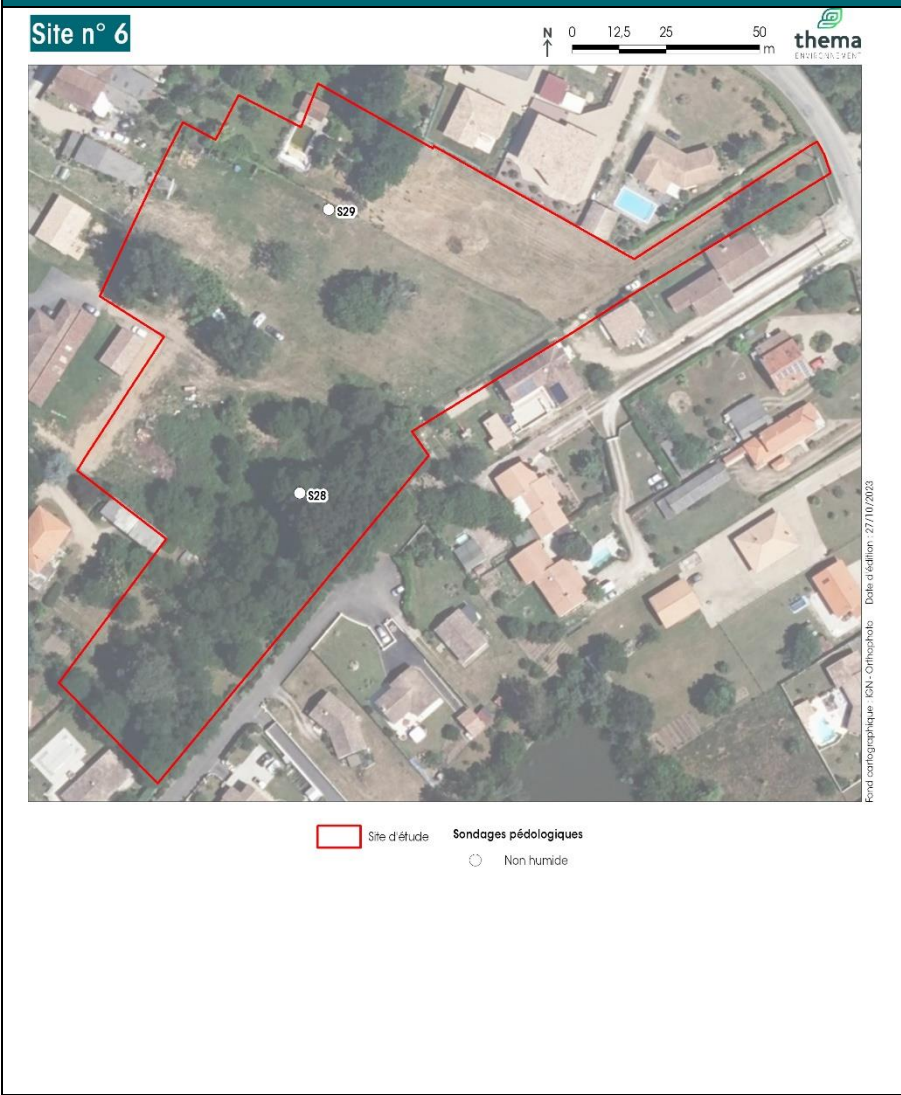 Site n° 6
N
0 12,5 25 50
m
thema
ENVIRONNEMENT
S29
S28
Fond cartographique : IGN - Orthophoto Date d'édition : 27/10/2023
Site d'étude
Sondages pédologiques
Non humide